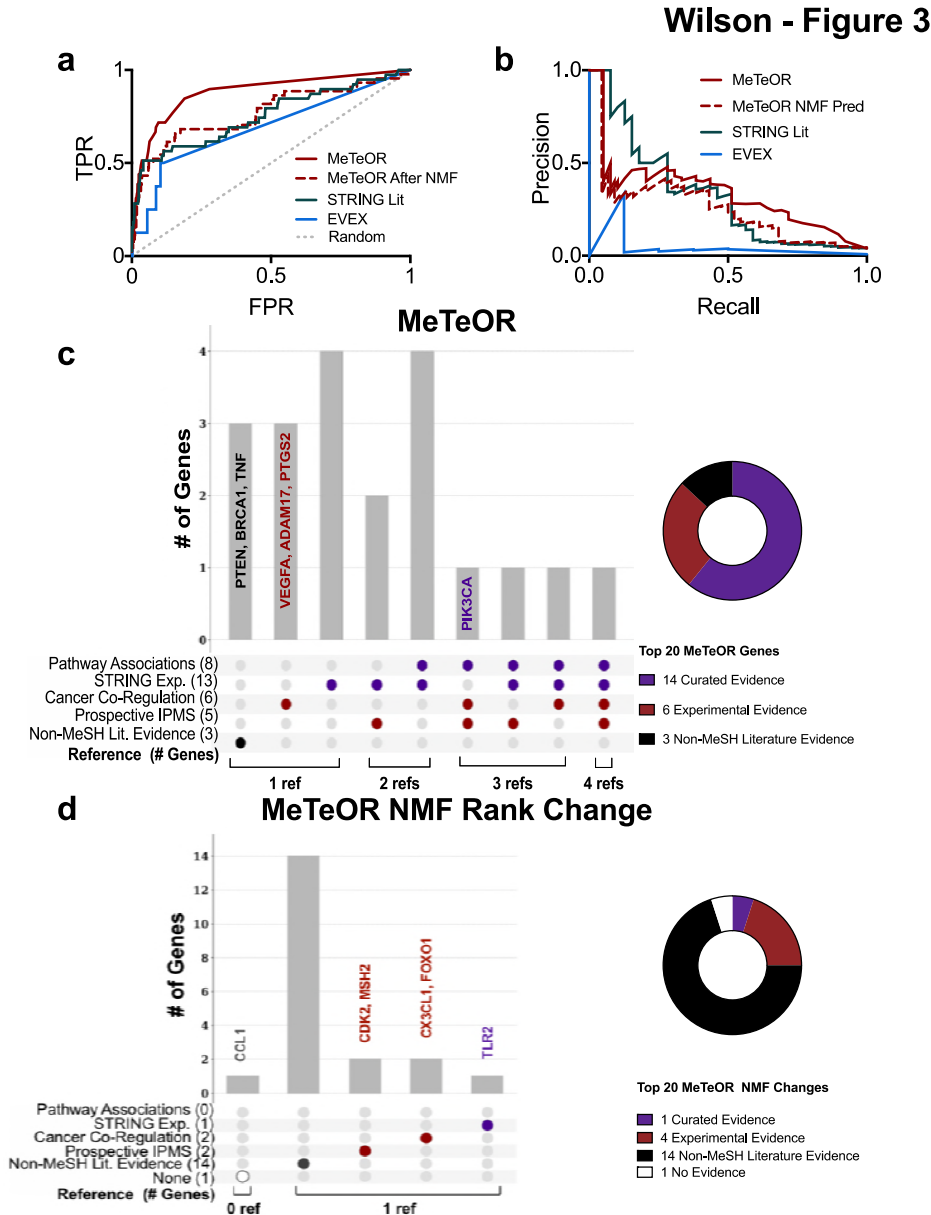 Wilson - Figure 3
a
1
0.5
0
TPR
0
0.5
1
FPR
MeTeOR
MeTeOR After NMF
STRING Lit
EVEX
Random
b
1.0
0.5
0.0
Precision
0.0
0.5
1.0
Recall
MeTeOR
MeTeOR NMF Pred
STRING Lit
EVEX
MeTeOR
c
4
3
2
1
0
# of Genes
PTEN, BRCA1, TNF
VEGFA, ADAM17, PTGS2
PIK3CA
Pathway Associations (8)
STRING Exp. (13)
Cancer Co-Regulation (6)
Prospective IPMS (5)
Non-MeSH Lit. Evidence (3)
Reference (# Genes)
1 ref
2 refs
3 refs
4 refs
Top 20 MeTeOR Genes
14 Curated Evidence
6 Experimental Evidence
3 Non-MeSH Literature Evidence
d
MeTeOR NMF Rank Change
14
12
10
8
6
4
2
0
# of Genes
CCL1
CDK2, MSH2
CX3CL1, FOXO1
TLR2
Pathway Associations (0)
STRING Exp. (1)
Cancer Co-Regulation (2)
Prospective IPMS (2)
Non-MeSH Lit. Evidence (14)
None (1)
Reference (# Genes)
0 ref
1 ref
Top 20 MeTeOR NMF Changes
1 Curated Evidence
4 Experimental Evidence
14 Non-MeSH Literature Evidence
1 No Evidence